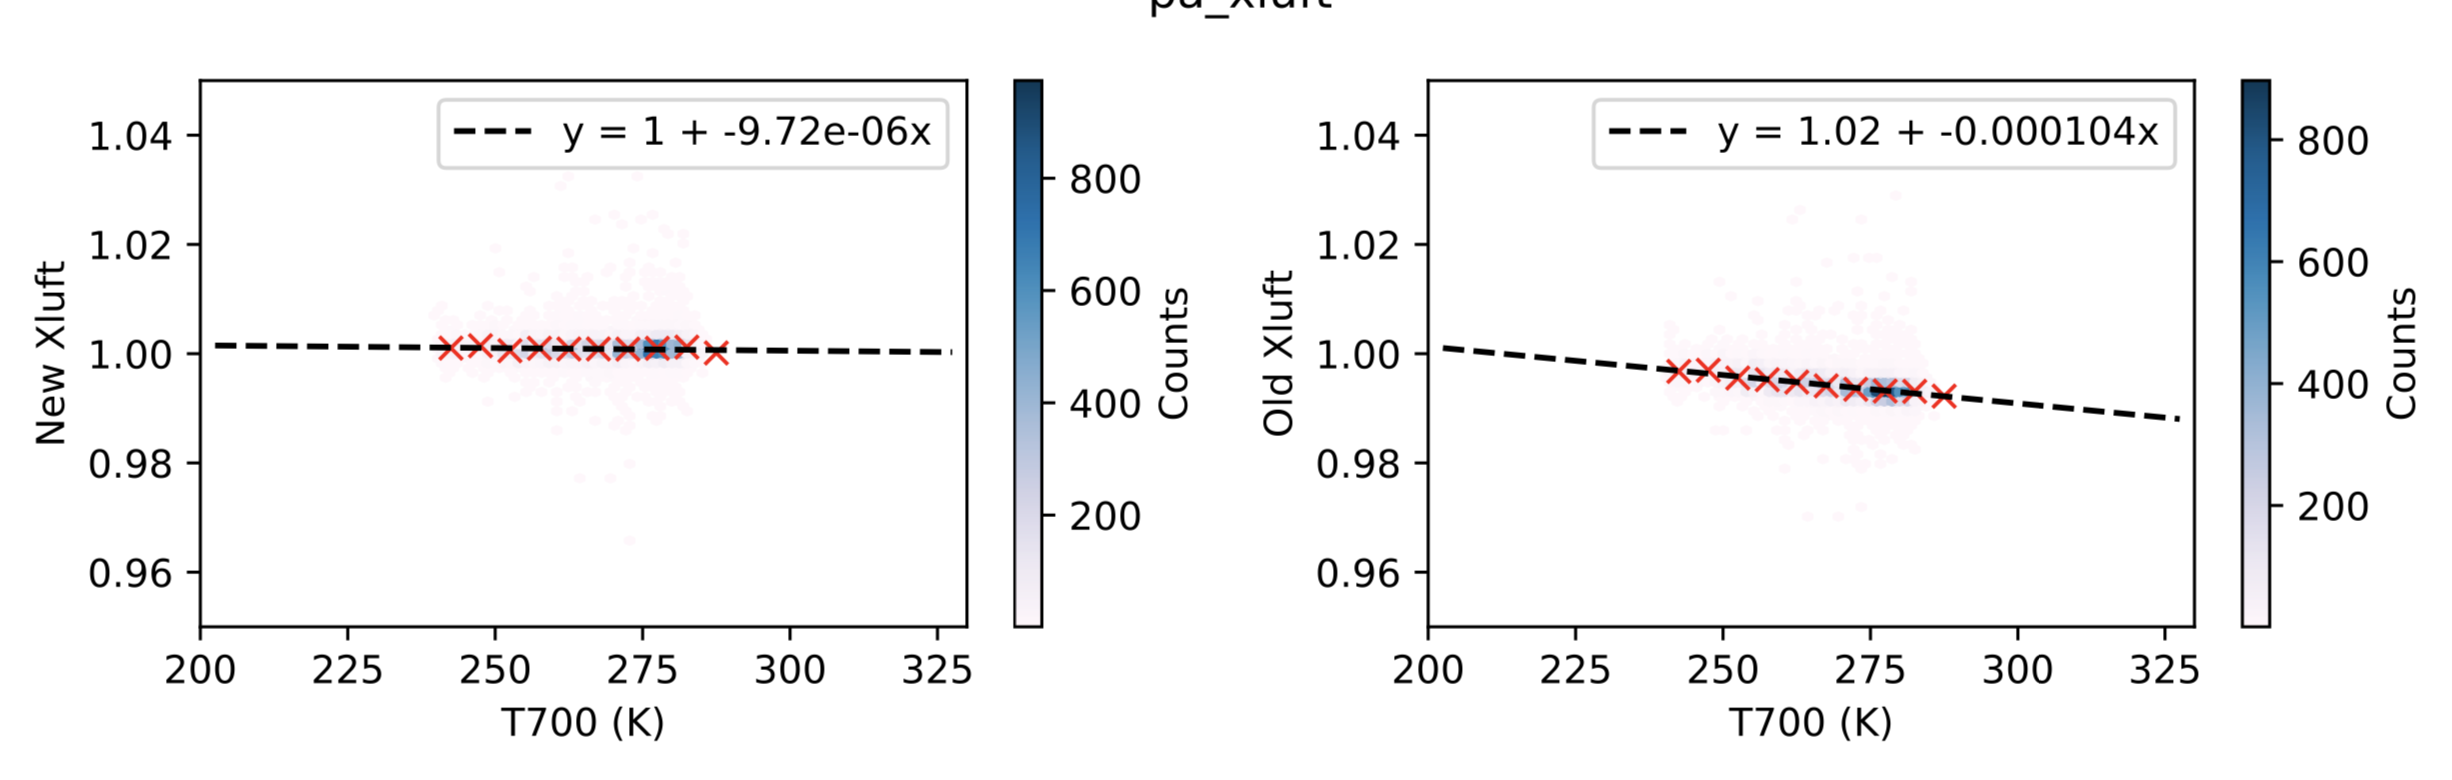 pa_xluft
y = 1 + -9.72e-06x
1.04
1.02
1.00
0.98
0.96
New Xluft
200 225 250 275 300 325
T700 (K)
800
600
400
200
Counts
y = 1.02 + -0.000104x
1.04
1.02
1.00
0.98
0.96
Old Xluft
200 225 250 275 300 325
T700 (K)
800
600
400
200
Counts